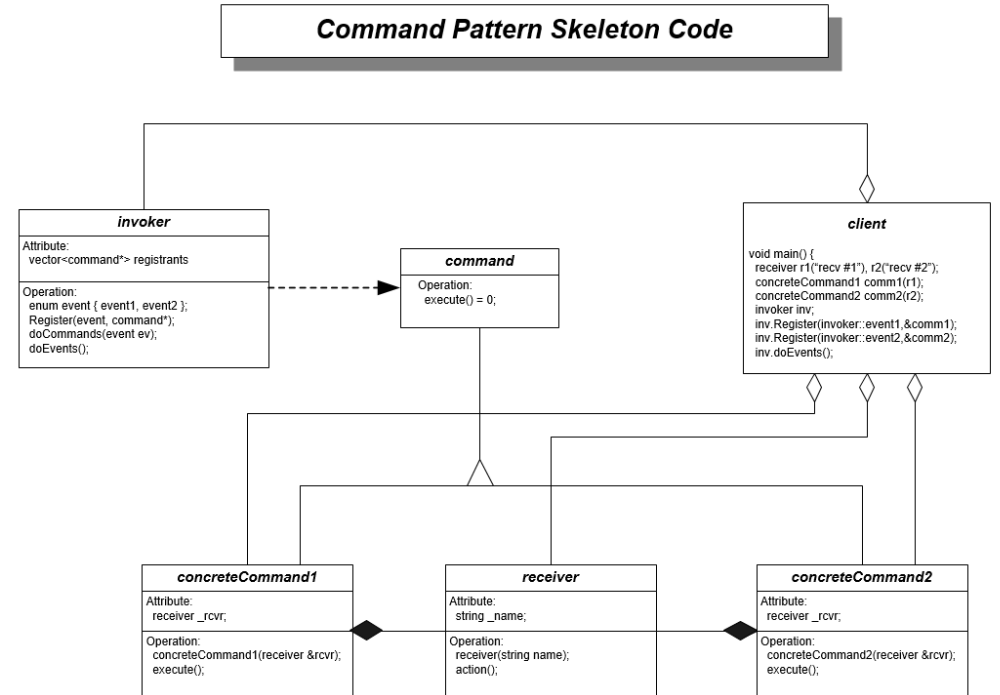 Command Pattern Skeleton Code
invoker
Attribute:
vector<command*> registrants
Operation:
enum event { event1, event2 };
Register(event, command*);
doCommands(event ev);
doEvents();
command
Operation:
execute() = 0;
client
void main() {
receiver r1(“recv #1”), r2(“recv #2”);
concreteCommand1 comm1(r1);
concreteCommand2 comm2(r2);
invoker inv;
inv.Register(invoker::event1,&comm1);
inv.Register(invoker::event2,&comm2);
inv.doEvents();
concreteCommand1
Attribute:
receiver _rcvr;
Operation:
concreteCommand1(receiver &rcvr);
execute();
receiver
Attribute:
string _name;
Operation:
receiver(string name);
action();
concreteCommand2
Attribute:
receiver _rcvr;
Operation:
concreteCommand2(receiver &rcvr);
execute();